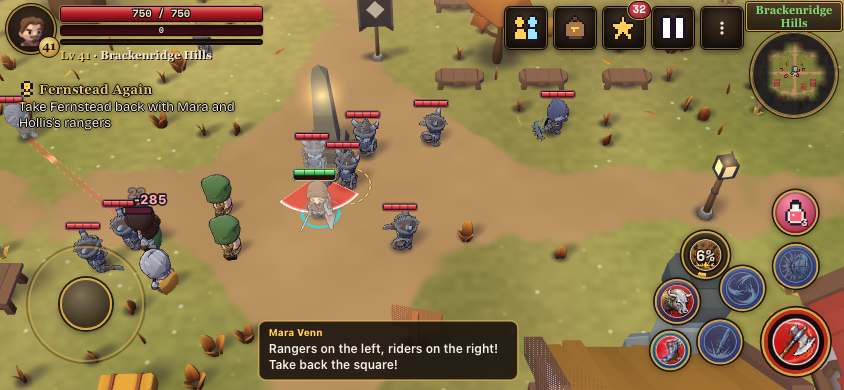 750 / 750
0
41
Lv 41 · Brackenridge Hills
Fernstead Again
Take Fernstead back with Mara and
Hollis's rangers
32
Brackenridge
Hills
-285
6%
3
Mara Venn
Rangers on the left, riders on the right!
Take back the square!